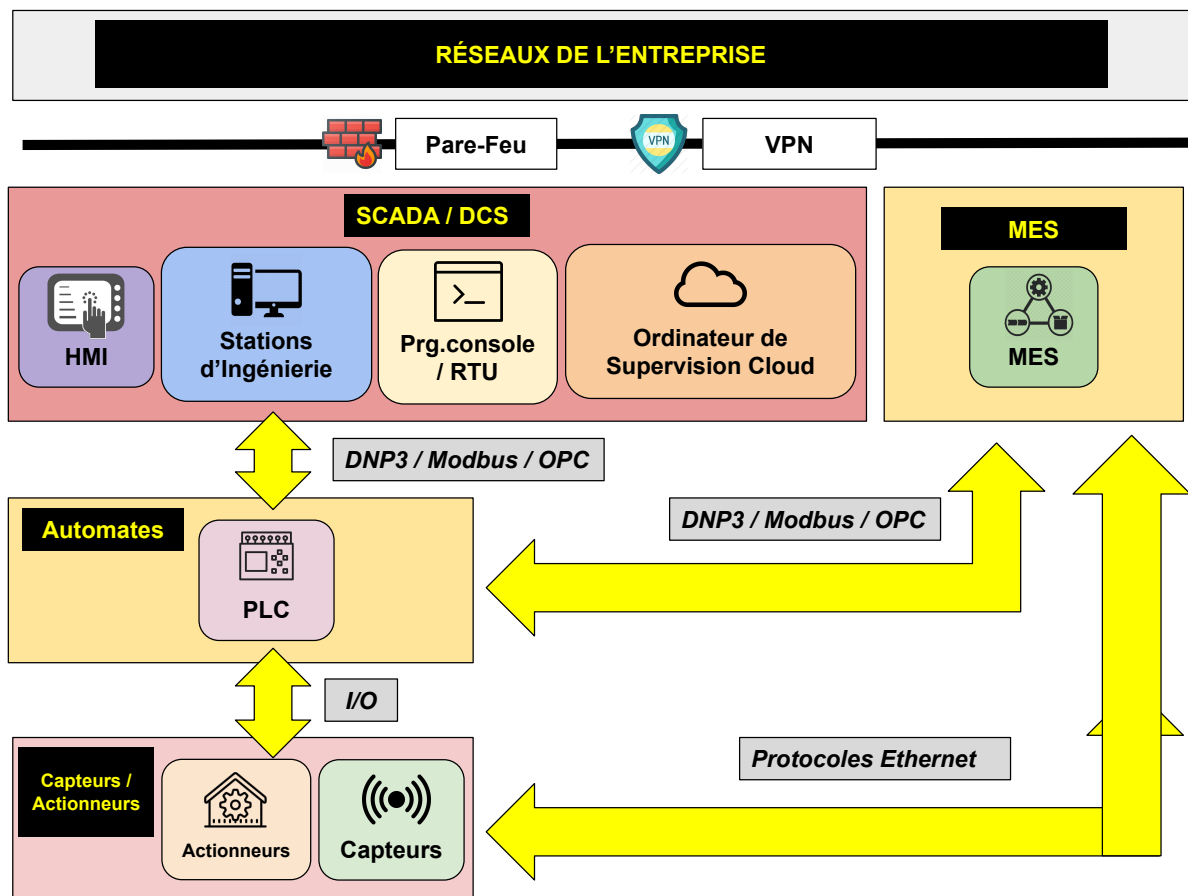 RÉSEAUX DE L’ENTREPRISE
Pare-Feu
VPN
VPN
SCADA / DCS
MES
HMI
Stations
d’Ingénierie
Prg.console
/ RTU
Ordinateur de
Supervision Cloud
MES
DNP3 / Modbus / OPC
Automates
PLC
DNP3 / Modbus / OPC
I/O
Capteurs /
Actionneurs
Actionneurs
Capteurs
Protocoles Ethernet